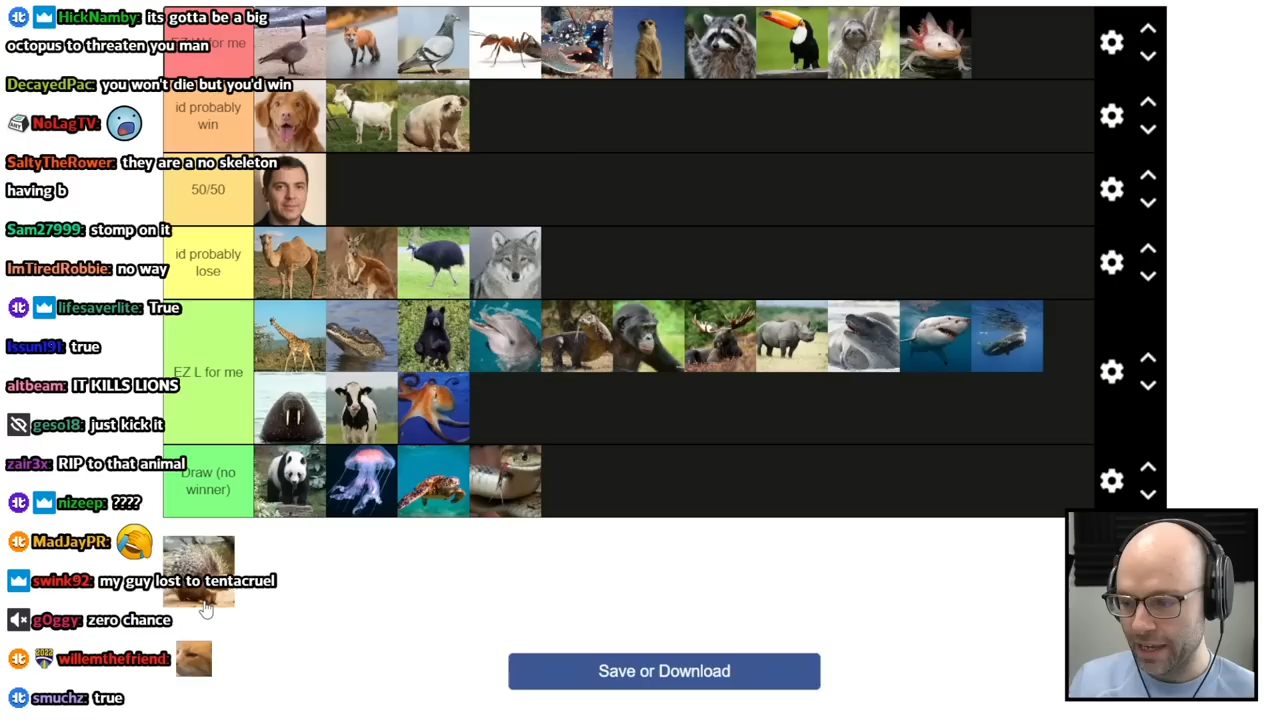 HickNamby: its gotta be a big
octopus to threaten you man
DecayedPac: you won't die but you'd win
NoLagTV:
SaltyTheRower: they are a no skeleton
having b
Sam27999: stomp on it
ImTiredRobbie: no way
lifesaverlite: True
Issun191: true
altbeam: IT KILLS LIONS
geso18: just kick it
zair3x: RIP to that animal
nizeep: ????
MadJayPR:
swink92: my guy lost to tentacruel
g0ggy: zero chance
willemthefriend:
smuchz: true
for me
id probably
win
50/50
id probably
lose
EZ L for me
Draw (no
winner)
Save or Download